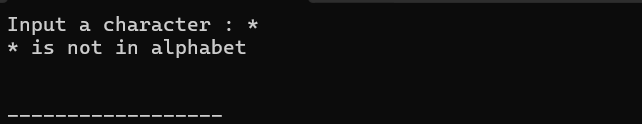 Input a character : *
* is not in alphabet
------------------